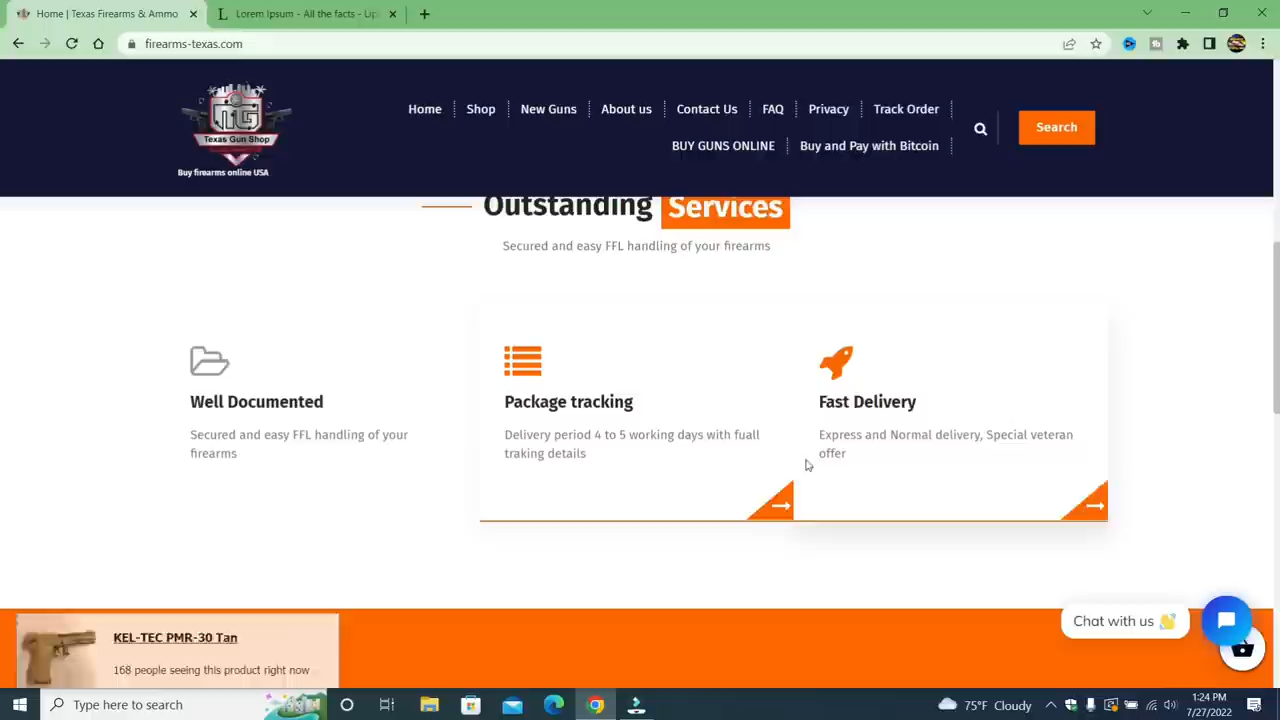 Home | Texas Firearms & Ammo
Lorem Ipsum - All the facts - Lip
firearms-texas.com
Texas Gun Shop
Buy firearms online USA
Home
Shop
New Guns
About us
Contact Us
FAQ
Privacy
Track Order
BUY GUNS ONLINE
Buy and Pay with Bitcoin
Search
Outstanding Services
Secured and easy FFL handling of your firearms
Well Documented
Secured and easy FFL handling of your
firearms
Package tracking
Delivery period 4 to 5 working days with fuall
traking details
Fast Delivery
Express and Normal delivery, Special veteran
offer
KEL-TEC PMR-30 Tan
168 people seeing this product right now
Chat with us 👋
Type here to search
75°F Cloudy
1:24 PM
7/27/2022